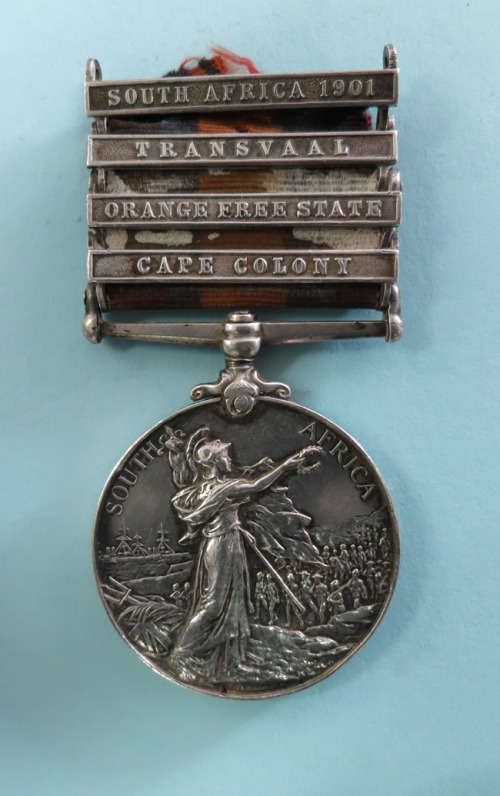 SOUTH AFRICA 1901
TRANSVAAL
ORANGE FREE STATE
CAPE COLONY
SOUTH AFRICA